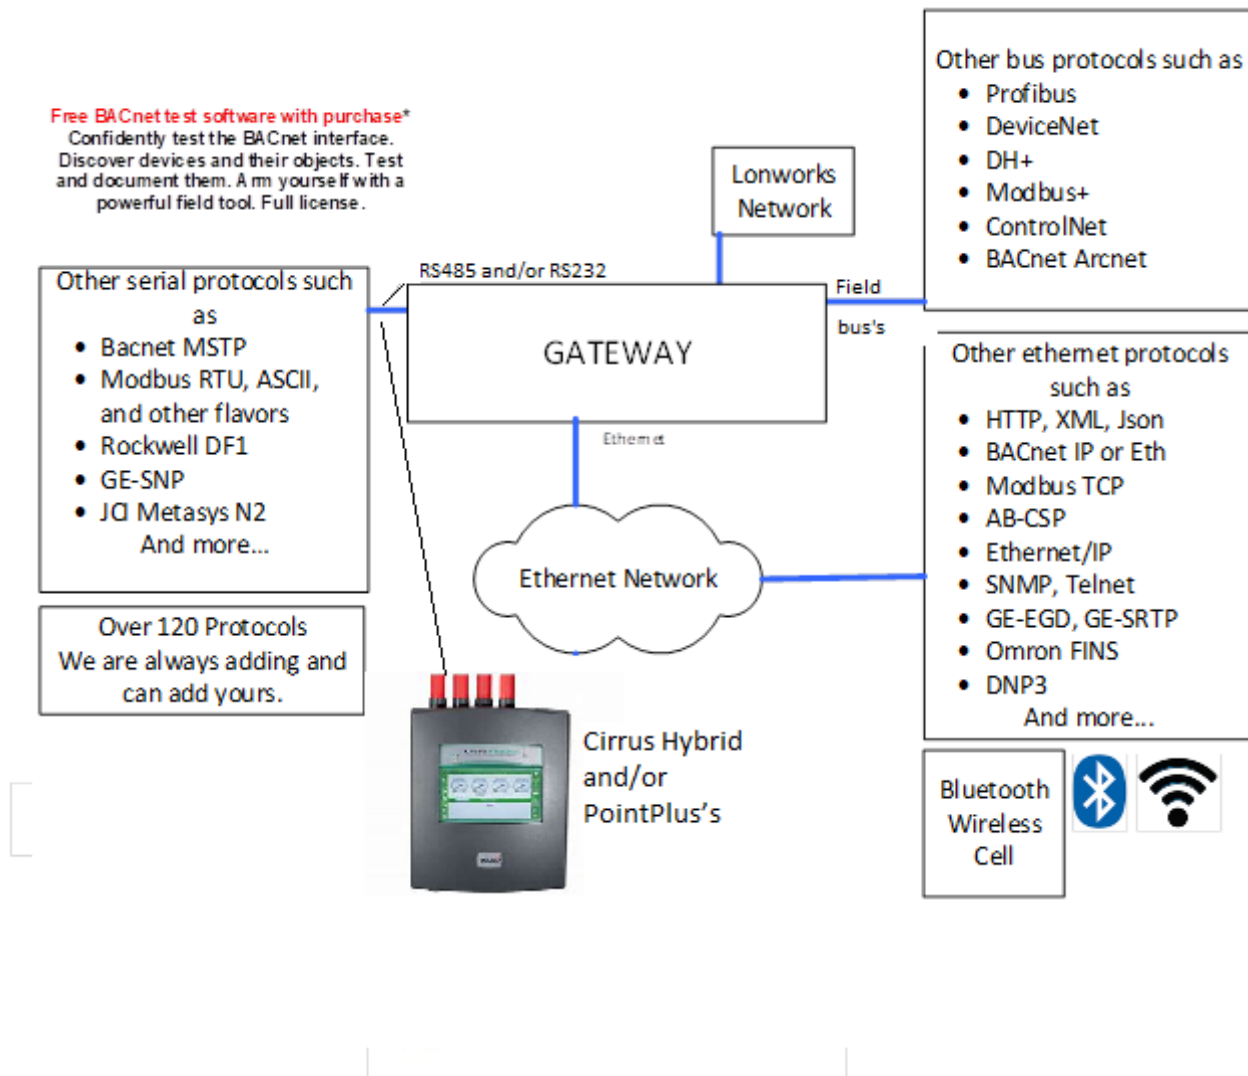 Free BACnet test software with purchase*
Confidently test the BACnet interface.
Discover devices and their objects. Test
and document them. Arm yourself with a
powerful field tool. Full license.
Other serial protocols such
as
• Bacnet MSTP
• Modbus RTU, ASCII,
and other flavors
• Rockwell DF1
• GE-SNP
• JCI Metasys N2
And more...
Over 120 Protocols
We are always adding and
can add yours.
RS485 and/or RS232
Lonworks
Network
GATEWAY
Field
bus's
Ethernet
Ethernet Network
Cirrus Hybrid
and/or
PointPlus's
Other bus protocols such as
• Profibus
• DeviceNet
• DH+
• Modbus+
• ControlNet
• BACnet Arcnet
Other ethernet protocols
such as
• HTTP, XML, Json
• BACnet IP or Eth
• Modbus TCP
• AB-CSP
• Ethernet/IP
• SNMP, Telnet
• GE-EGD, GE-SRTP
• Omron FINS
• DNP3
And more...
Bluetooth
Wireless
Cell